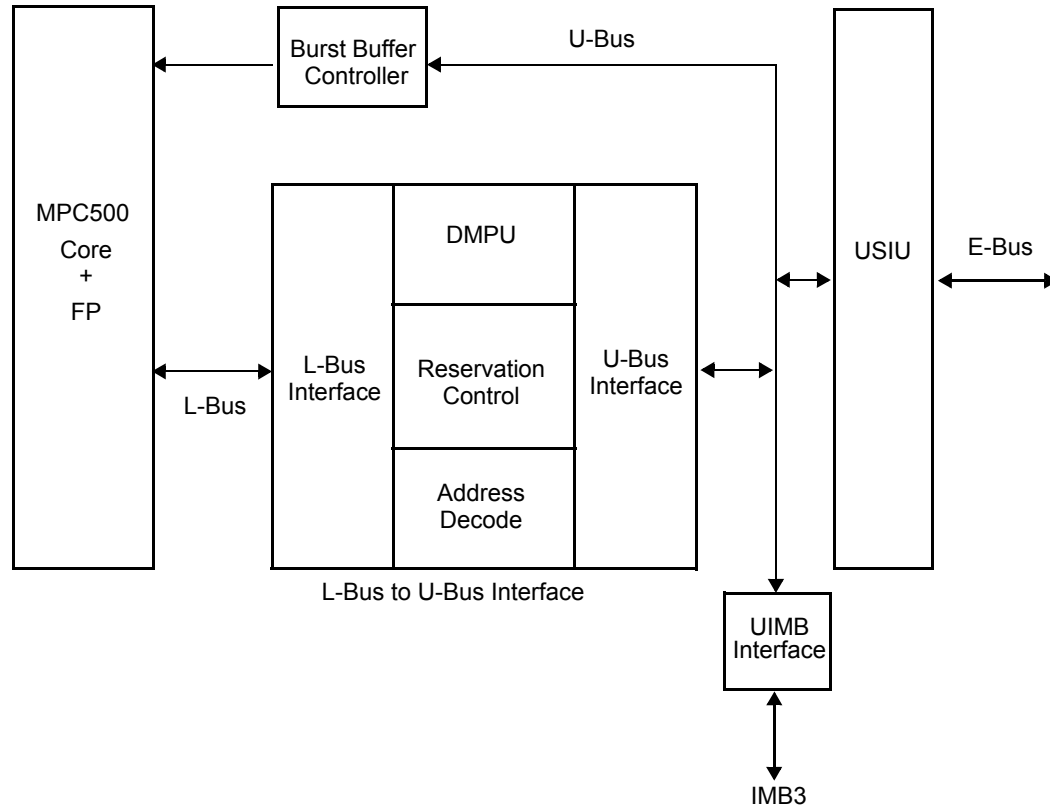 U-Bus
Burst Buffer
Controller
MPC500
Core
+
FP
DMPU
USIU
E-Bus
L-Bus
Interface
Reservation
Control
U-Bus
Interface
L-Bus
Address
Decode
L-Bus to U-Bus Interface
UIMB
Interface
IMB3